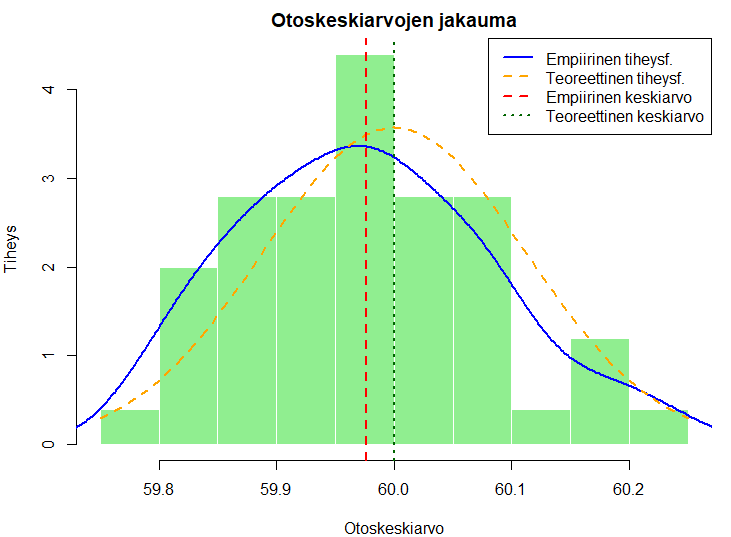 Otoskeskiarvojen jakauma
Empiirinen tiheysf.
Teoreettinen tiheysf.
Empiirinen keskiarvo
Teoreettinen keskiarvo
Tiheys
4
3
2
1
0
59.8 59.9 60.0 60.1 60.2
Otoskeskiarvo